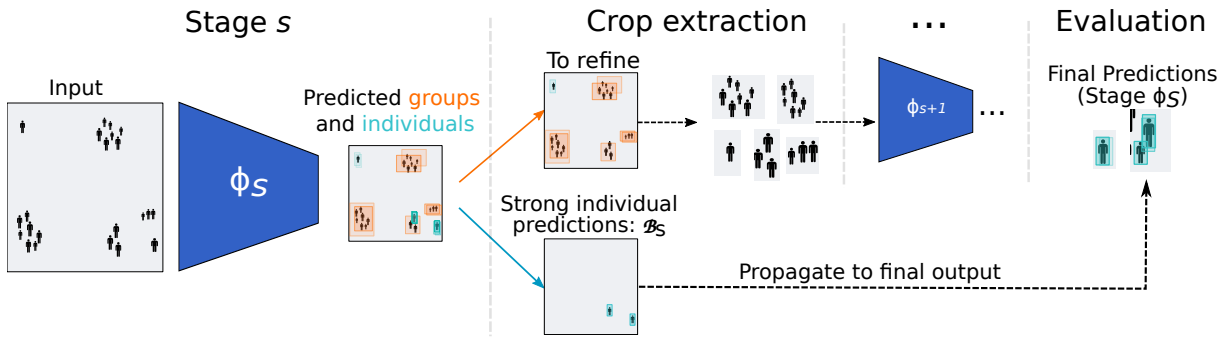 Stage s
Crop extraction
...
Evaluation
Input
ϕs
Predicted groups
and individuals
To refine
Strong individual
predictions: ℬs
ϕs+1
...
Final Predictions
(Stage ϕS)
Propagate to final output